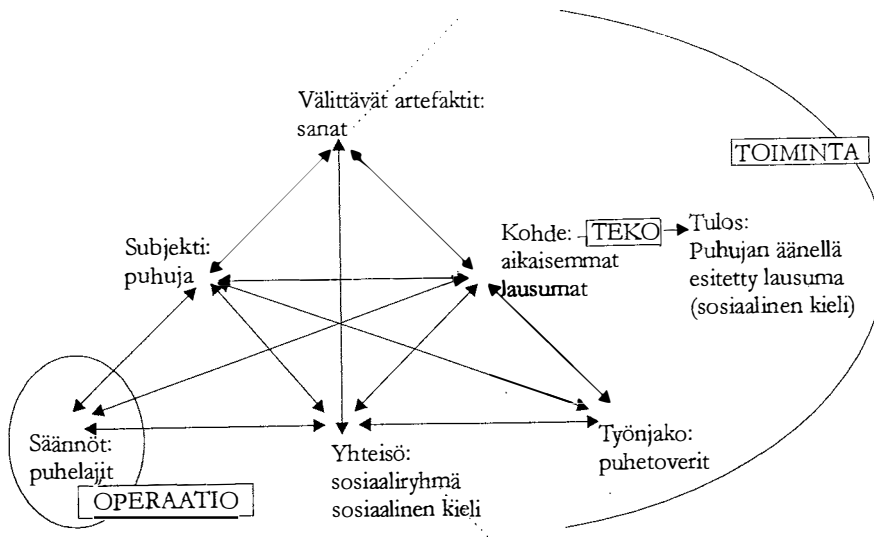 Välittävät artefaktit:
sanat
TOIMINTA
Subjekti:
puhuja
Kohde:
aikaisemmat
lausumat
TEKO
Tulos:
Puhujan äänellä
esitetty lausuma
(sosiaalinen kieli)
Säännöt:
puhelajit
OPERAATIO
Yhteisö:
sosiaaliryhmä
sosiaalinen kieli
Työnjako:
puhetoverit